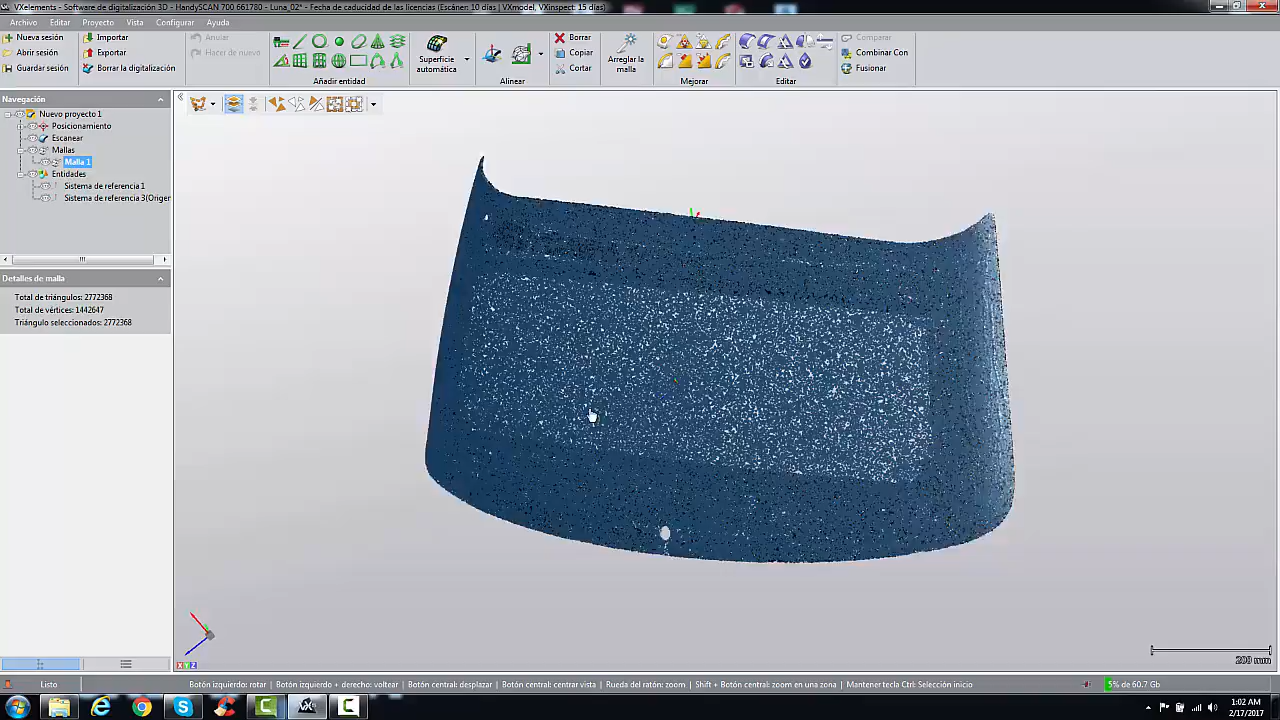 VXelements - Software de digitalización 3D - HandySCAN 700 661780 - Luna_02* - Fecha de caducidad de las licencias (Escáner: 10 días | VXmodel, VXinspect: 15 días)
Archivo Editar Proyecto Vista Configurar Ayuda
Nueva sesión
Abrir sesión
Guardar sesión
Importar
Exportar
Borrar la digitalización
Anular
Hacer de nuevo
Añadir entidad
Superficie
automática
Alinear
Borrar
Copiar
Cortar
Arreglar la
malla
Mejorar
Editar
Comparar
Combinar Con
Fusionar
Navegación
Nuevo proyecto 1
Posicionamiento
Escanear
Mallas
Malla 1
Entidades
Sistema de referencia 1
Sistema de referencia 3(Origer
Detalles de malla
Total de triángulos: 2772368
Total de vértices: 1442647
Triángulo seleccionados: 2772368
X Y Z
200 mm
Listo
Botón izquierdo: rotar | Botón izquierdo + derecho: voltear | Botón central: desplazar | Botón central: centrar vista | Rueda del ratón: zoom | Shift + Botón central: zoom en una zona | Mantener tecla Ctrl: Selección inicio
5% de 60.7 Gb
1:02 AM
2/17/2017